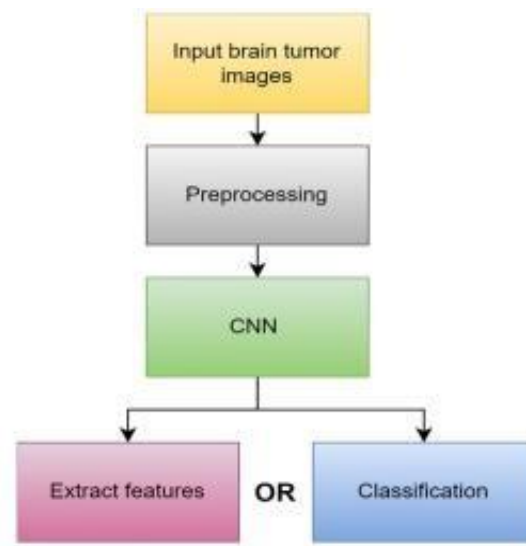 Input brain tumor
images
Preprocessing
CNN
Extract features
OR
Classification